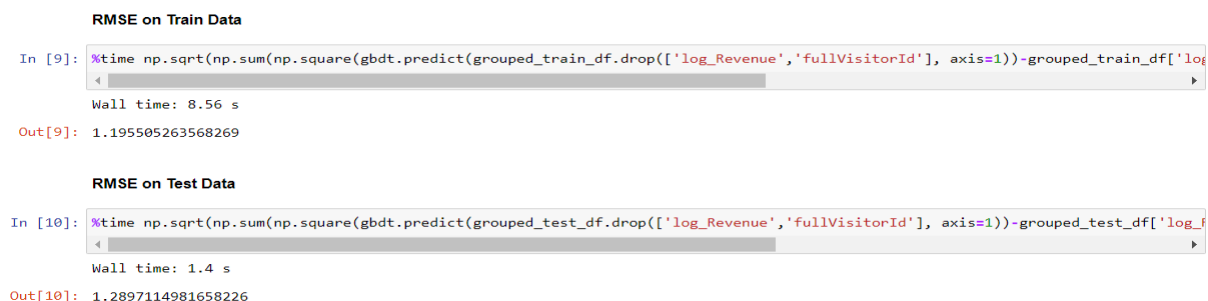 RMSE on Train Data
In [9]: %time np.sqrt(np.sum(np.square(gbdt.predict(grouped_train_df.drop(['log_Revenue','fullVisitorId'], axis=1))-grouped_train_df['log
Wall time: 8.56 s
Out[9]: 1.195505263568269
RMSE on Test Data
In [10]: %time np.sqrt(np.sum(np.square(gbdt.predict(grouped_test_df.drop(['log_Revenue','fullVisitorId'], axis=1))-grouped_test_df['log_R
Wall time: 1.4 s
Out[10]: 1.2897114981658226